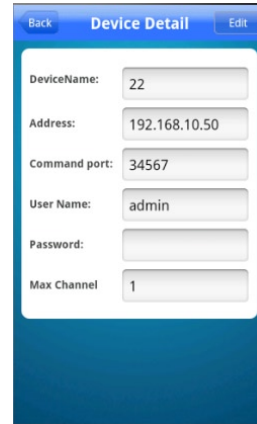 Back Device Detail Edit
DeviceName: 22
Address: 192.168.10.50
Command port: 34567
User Name: admin
Password:
Max Channel 1